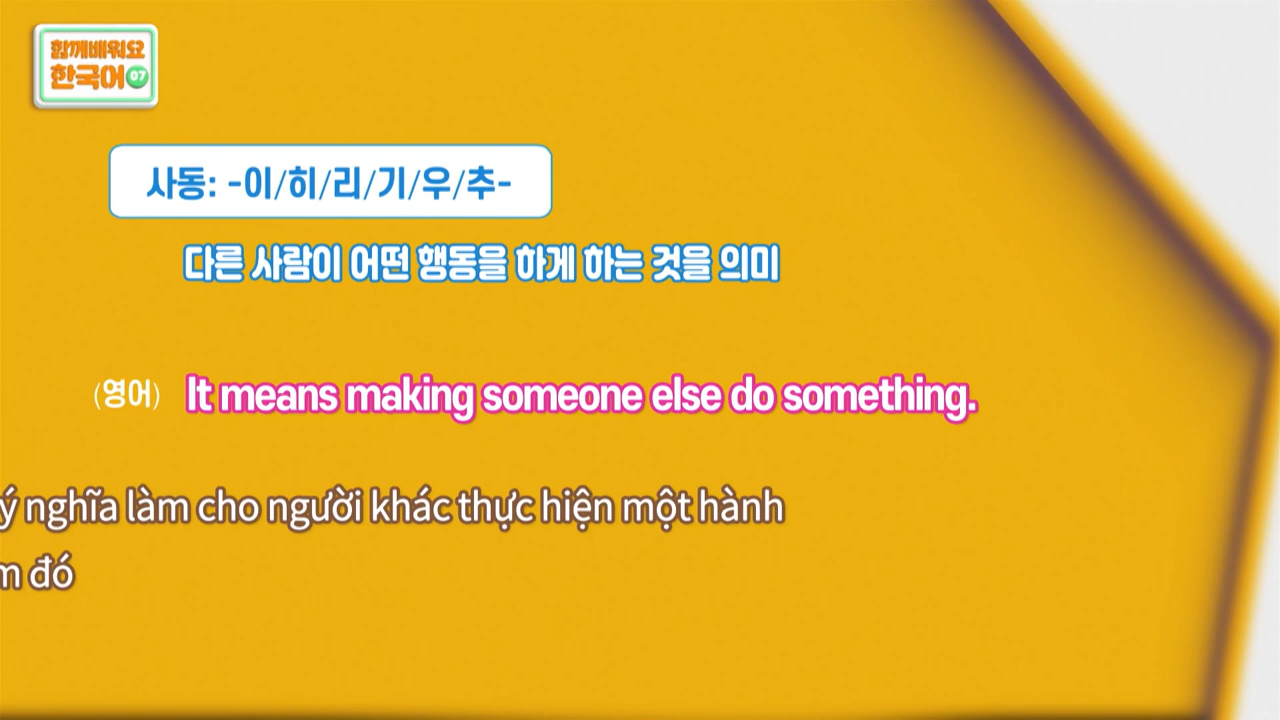 함께배워요
한국어 07
사동: -이/히/리/기/우/추-
다른 사람이 어떤 행동을 하게 하는 것을 의미
(영어) It means making someone else do something.
ý nghĩa làm cho người khác thực hiện một hành
đó